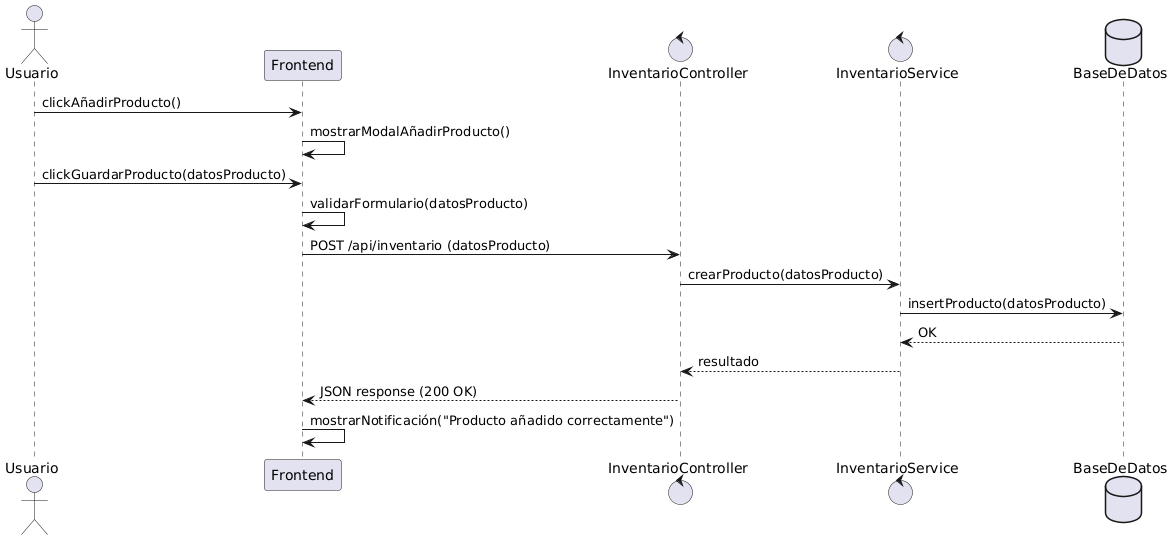 Usuario
Frontend
InventarioController
InventarioService
BaseDeDatos
clickAñadirProducto()
mostrarModalAñadirProducto()
clickGuardarProducto(datosProducto)
validarFormulario(datosProducto)
POST /api/inventario (datosProducto)
crearProducto(datosProducto)
insertProducto(datosProducto)
OK
resultado
JSON response (200 OK)
mostrarNotificación("Producto añadido correctamente")
Usuario
Frontend
InventarioController
InventarioService
BaseDeDatos